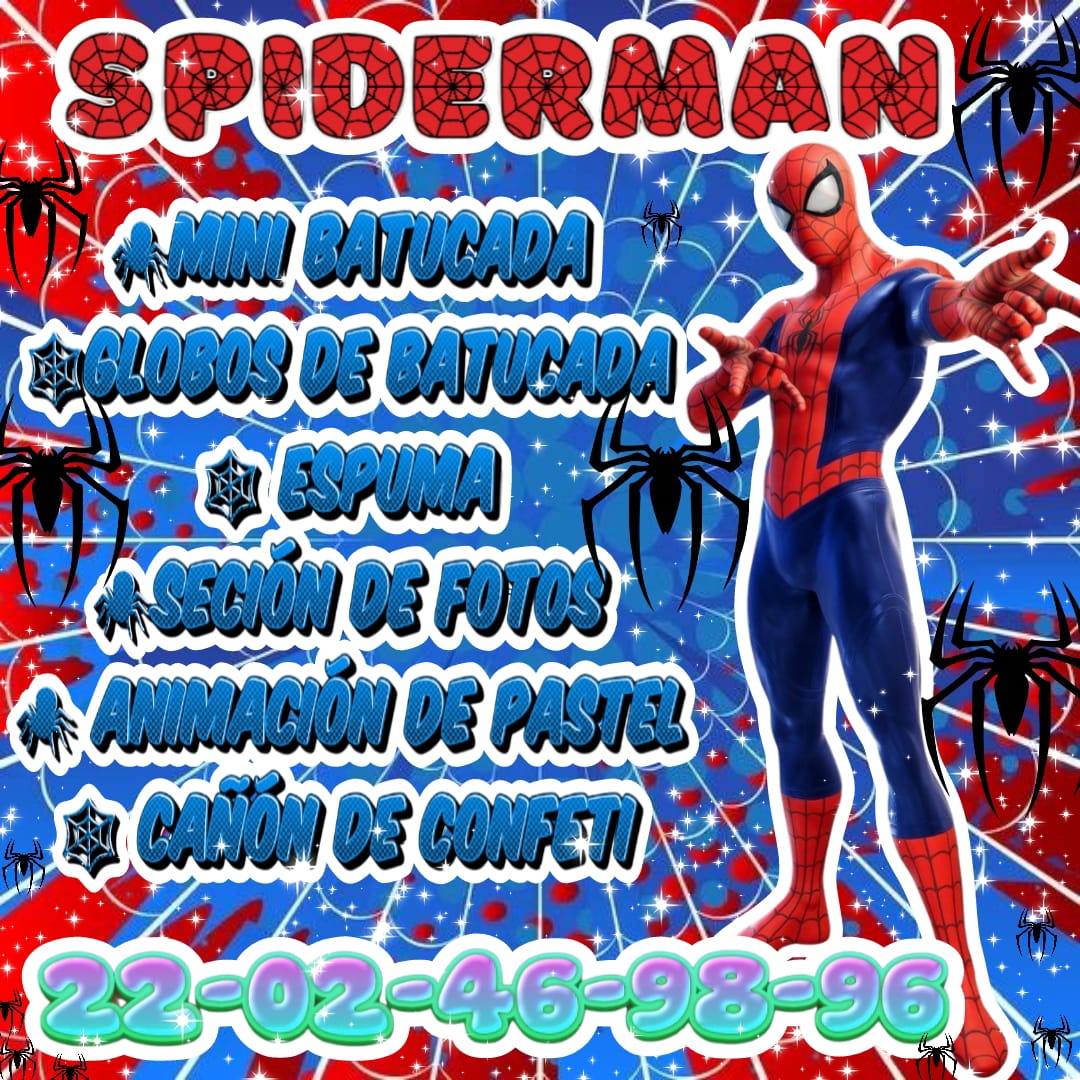 SPIDERMAN
MINI BATUCADA
GLOBOS DE BATUCADA
ESPUMA
SECIÓN DE FOTOS
ANIMACIÓN DE PASTEL
CAÑÓN DE CONFETI
22-02-46-98-96